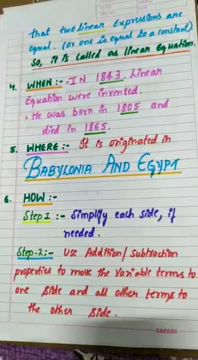 that two linear Expressions are
equal. (or one is equal to a constant)
So, it is called as linear Equation.
4. WHEN :- IN 1843. Linear
Equation were invented.
. He was born in 1805 and
died in 1865.
5. WHERE :- It is originated in
BABYLONIA AND EGYPT
6. HOW:-
Step 1 :- Simplify each side, if
needed.
Step-2:- Use Addition/Subtraction
properties to move the variable terms to
one side and all other terms to
the other side.
SAFARI